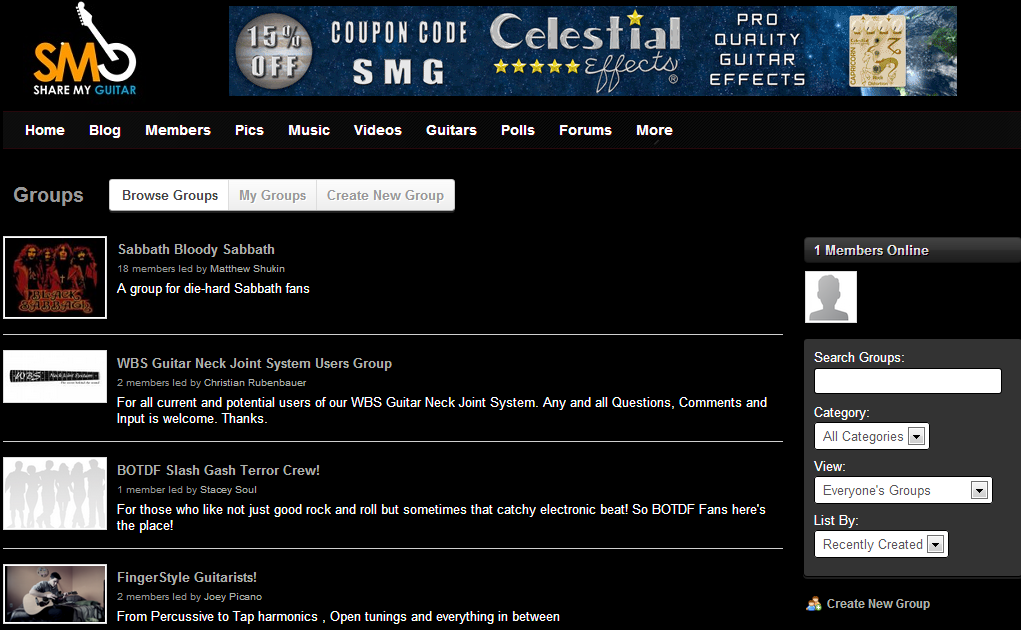 SMG
SHARE MY GUITAR
15%
OFF
COUPON CODE
SMG
Celestial
Effects®
PRO
QUALITY
GUITAR
EFFECTS
CAPRICORN
Home Blog Members Pics Music Videos Guitars Polls Forums More
Groups
Browse Groups My Groups Create New Group
Sabbath Bloody Sabbath
18 members led by Matthew Shukin
A group for die-hard Sabbath fans
BLACK
SABBATH
WBS Guitar Neck Joint System Users Group
2 members led by Christian Rubenbauer
For all current and potential users of our WBS Guitar Neck Joint System. Any and all Questions, Comments and
Input is welcome. Thanks.
WBS Neck Joint System
BOTDF Slash Gash Terror Crew!
1 member led by Stacey Soul
For those who like not just good rock and roll but sometimes that catchy electronic beat! So BOTDF Fans here's
the place!
FingerStyle Guitarists!
2 members led by Joey Picano
From Percussive to Tap harmonics , Open tunings and everything in between
1 Members Online
Search Groups:
Category:
All Categories
View:
Everyone's Groups
List By:
Recently Created
Create New Group